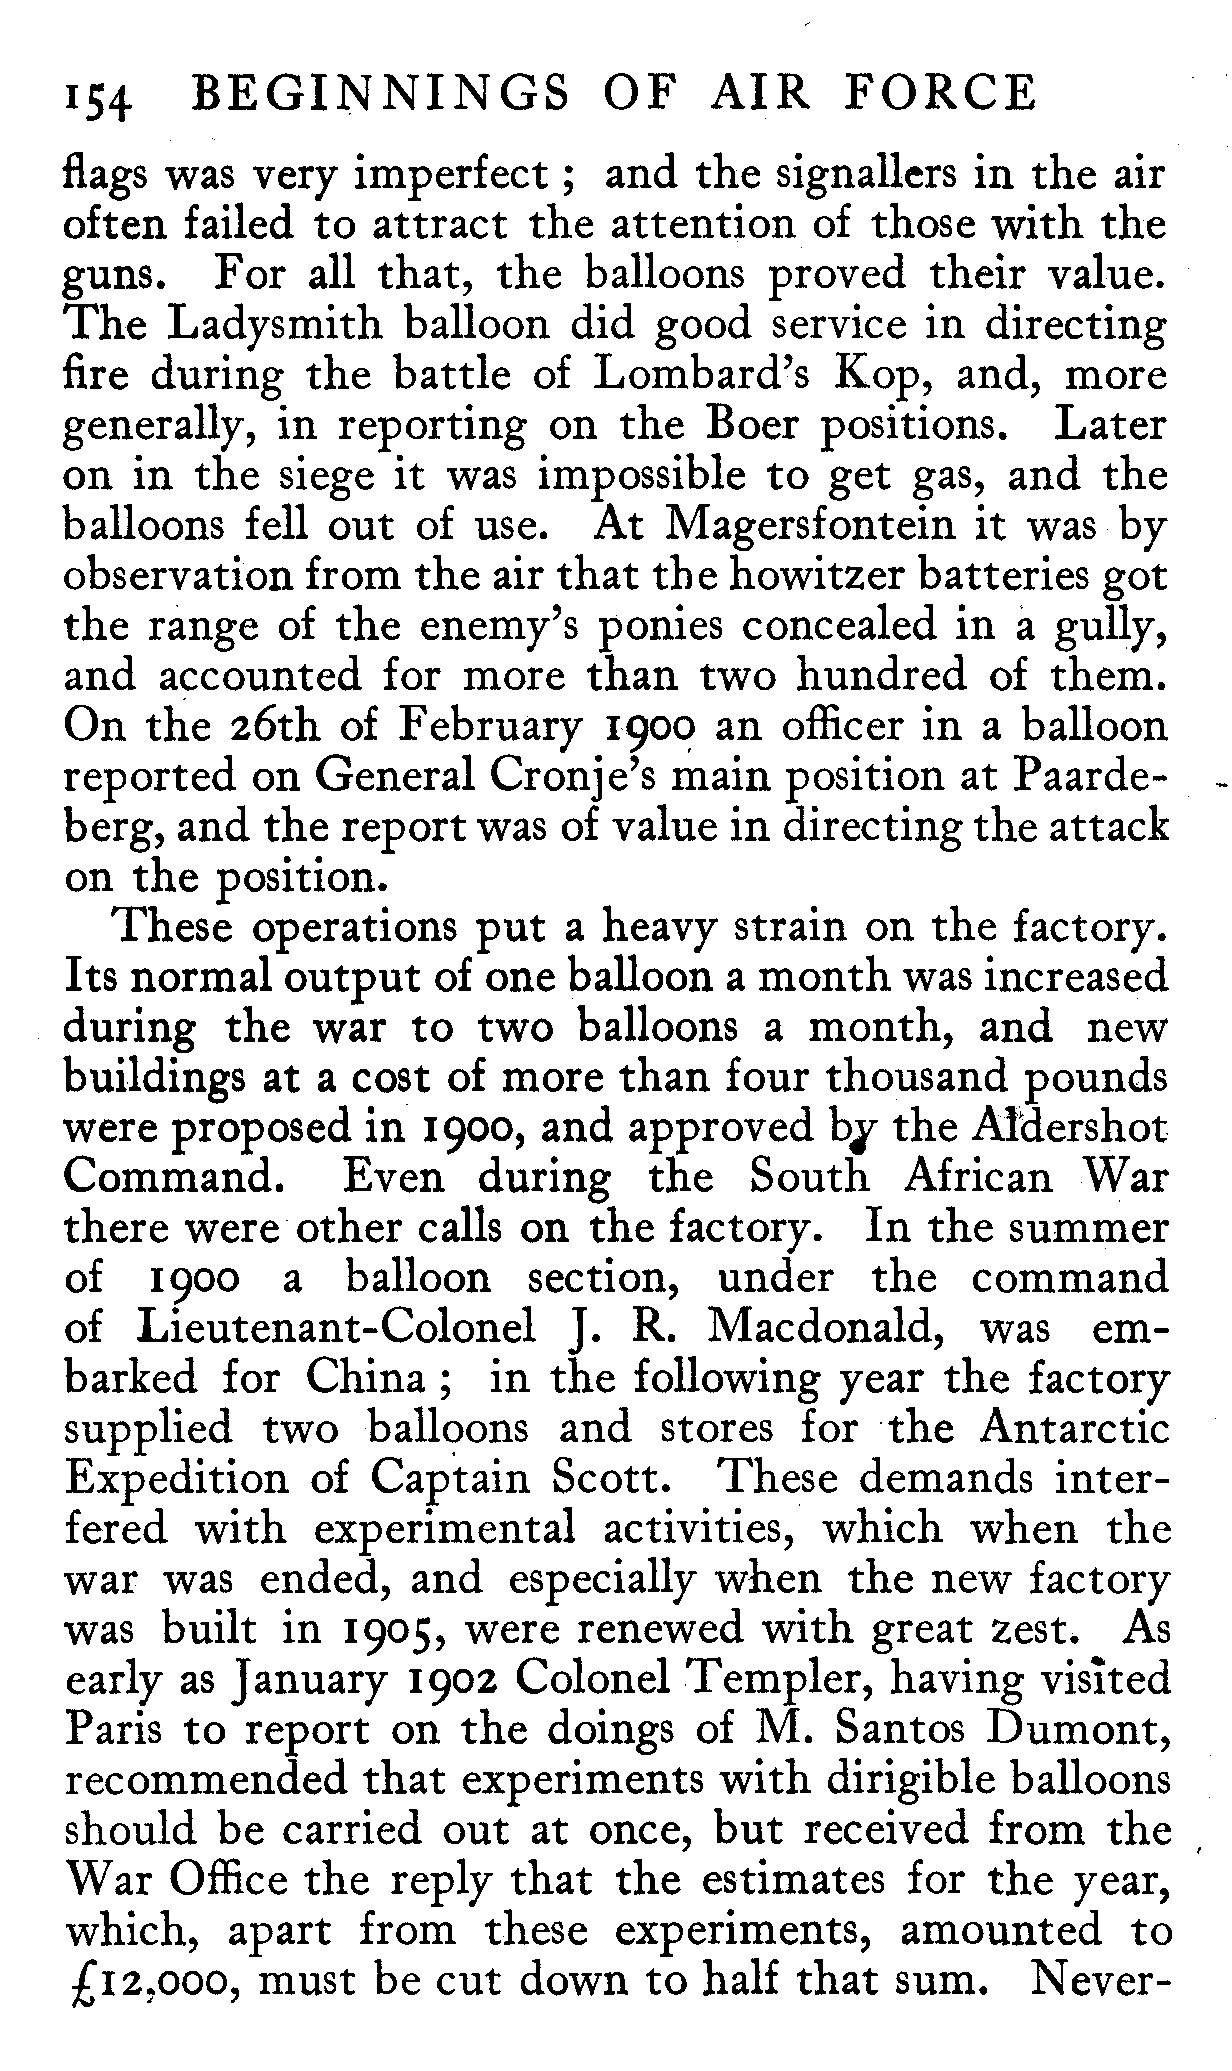 154 BEGINNINGS OF AIR FORCE
flags was very imperfect ; and the signallers in the air
often failed to attract the attention of those with the
guns. For all that, the balloons proved their value.
The Ladysmith balloon did good service in directing
fire during the battle of Lombard's Kop, and, more
generally, in reporting on the Boer positions. Later
on in the siege it was impossible to get gas, and the
balloons fell out of use. At Magersfontein it was by
observation from the air that the howitzer batteries got
the range of the enemy's ponies concealed in a gully,
and accounted for more than two hundred of them.
On the 26th of February 1900 an officer in a balloon
reported on General Cronje's main position at Paarde-
berg, and the report was of value in directing the attack
on the position.
These operations put a heavy strain on the factory.
Its normal output of one balloon a month was increased
during the war to two balloons a month, and new
buildings at a cost of more than four thousand pounds
were proposed in 1900, and approved by the Aldershot
Command. Even during the South African War
there were other calls on the factory. In the summer
of 1900 a balloon section, under the command
of Lieutenant-Colonel J. R. Macdonald, was em-
barked for China ; in the following year the factory
supplied two balloons and stores for the Antarctic
Expedition of Captain Scott. These demands inter-
fered with experimental activities, which when the
war was ended, and especially when the new factory
was built in 1905, were renewed with great zest. As
early as January 1902 Colonel Templer, having visited
Paris to report on the doings of M. Santos Dumont,
recommended that experiments with dirigible balloons
should be carried out at once, but received from the
War Office the reply that the estimates for the year,
which, apart from these experiments, amounted to
£12,000, must be cut down to half that sum. Never-